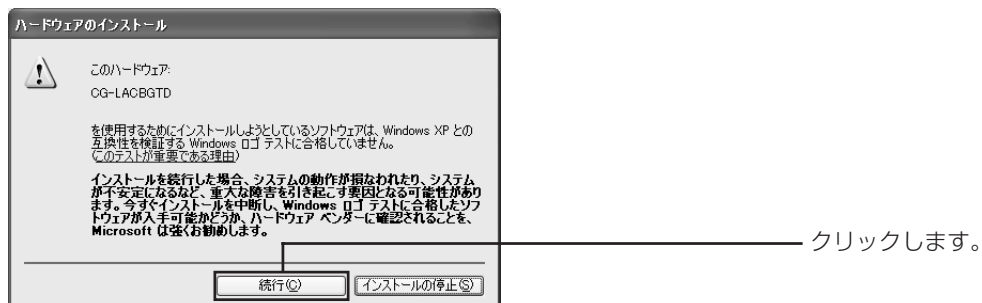 ハードウェアのインストール
このハードウェア:
CG-LACBGTD
を使用するためにインストールしようとしているソフトウェアは、Windows XP との
互換性を検証する Windows ロゴ テストに合格していません。
(このテストが重要である理由)
インストールを続行した場合、システムの動作が損なわれたり、システム
が不安定になるなど、重大な障害を引き起こす要因となる可能性があり
ます。今すぐインストールを中断し、Windows ロゴ テストに合格したソフ
トウェアが入手可能かどうか、ハードウェア ベンダーに確認されることを、
Microsoft は強くお勧めします。
クリックします。
続行(C)
インストールの停止(S)